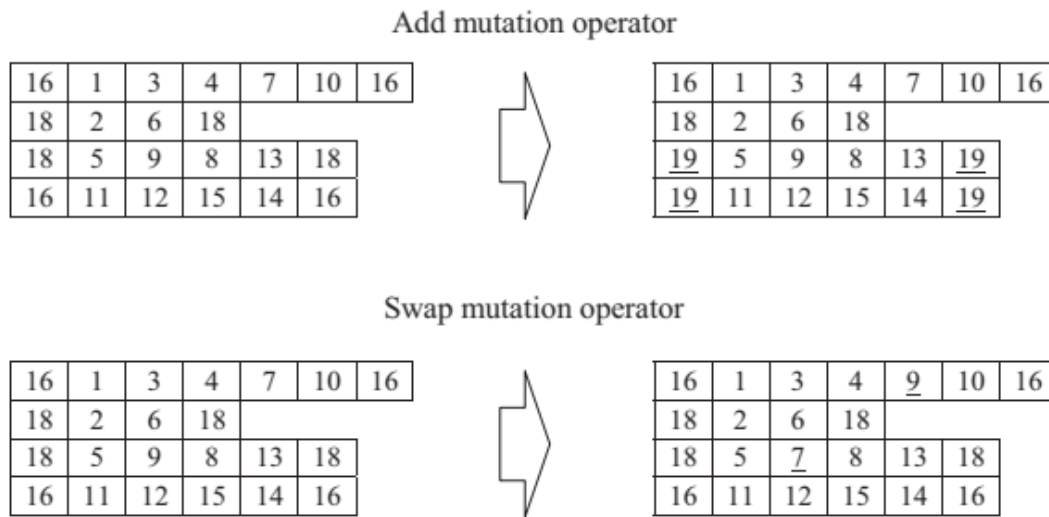 Add mutation operator
16 1 3 4 7 10 16 16 1 3 4 7 10 16
18 2 6 18 18 2 6 18
18 5 9 8 13 18 19 5 9 8 13 19
16 11 12 15 14 16 19 11 12 15 14 19
Swap mutation operator
16 1 3 4 7 10 16 16 1 3 4 9 10 16
18 2 6 18 18 2 6 18
18 5 9 8 13 18 18 5 7 8 13 18
16 11 12 15 14 16 16 11 12 15 14 16